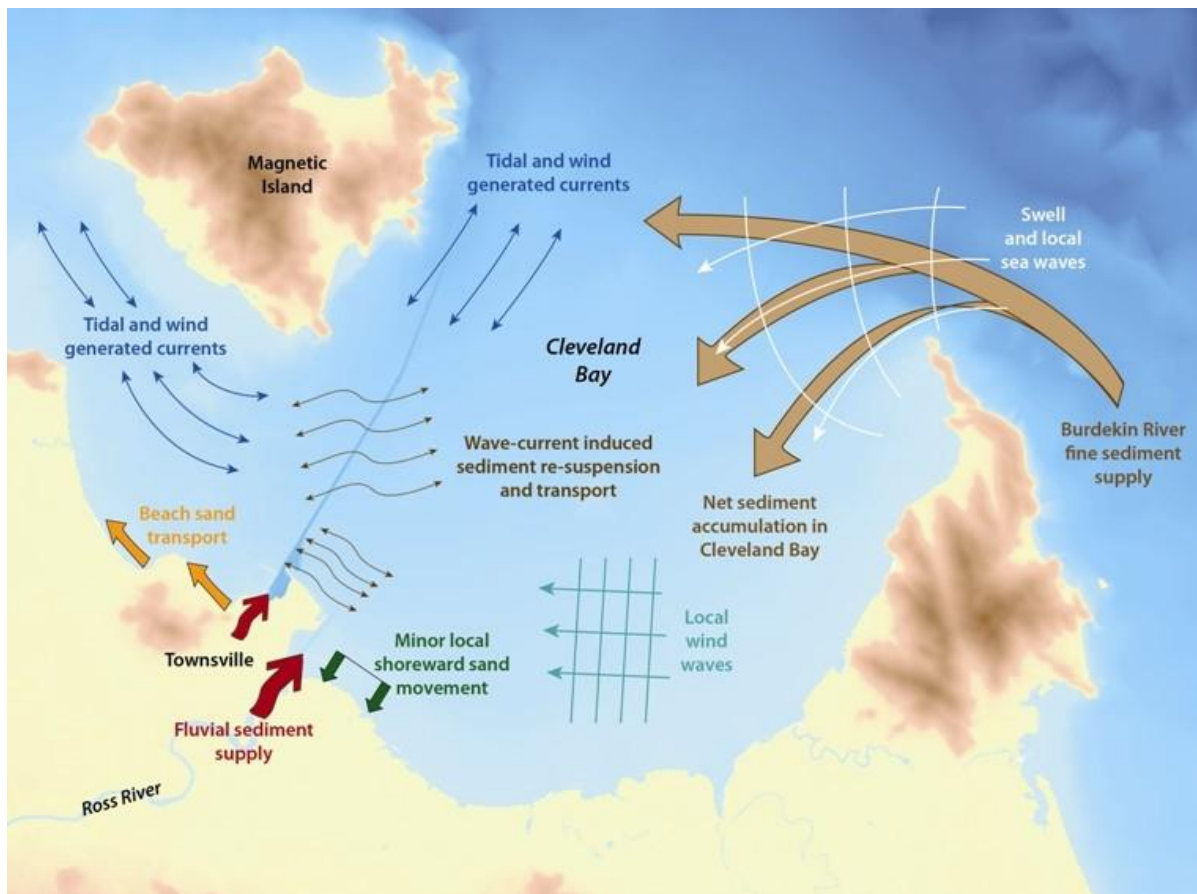 Magnetic
Island
Tidal and wind
generated currents
Swell
and local
sea waves
Tidal and wind
generated currents
Cleveland
Bay
Burdekin River
fine sediment
supply
Wave-current induced
sediment re-suspension
and transport
Net sediment
accumulation in
Cleveland Bay
Beach sand
transport
Local
wind
waves
Minor local
shoreward sand
movement
Townsville
Fluvial sediment
supply
Ross River